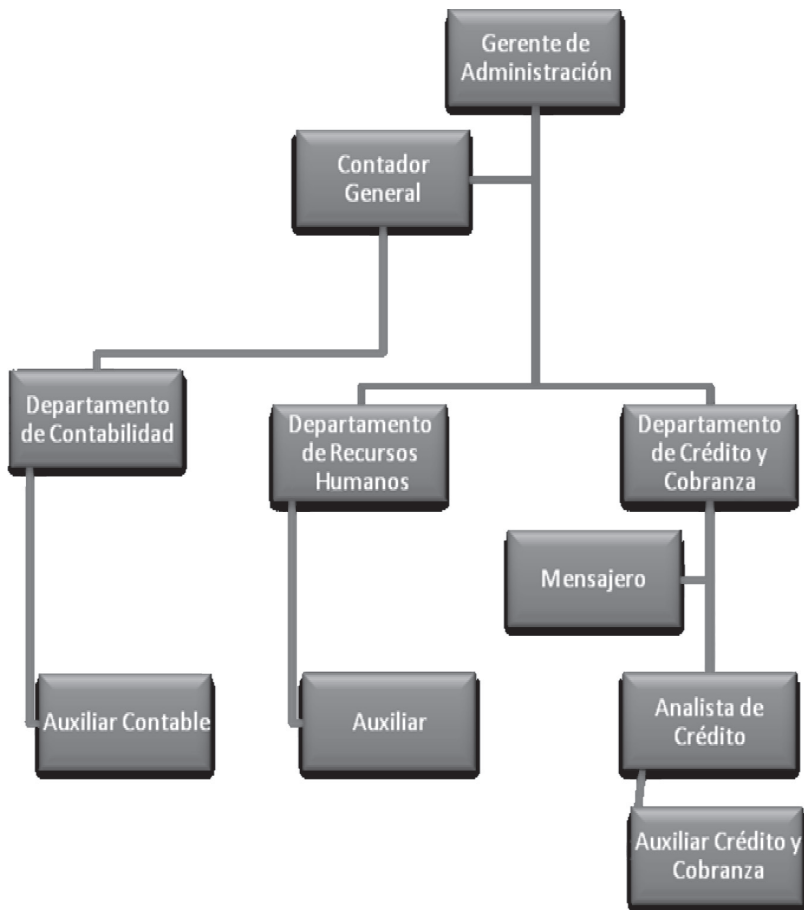 Gerente de
Administración
Contador
General
Departamento
de Contabilidad
Departamento
de Recursos
Humanos
Departamento
de Crédito y
Cobranza
Mensajero
Auxiliar Contable
Auxiliar
Analista de
Crédito
Auxiliar Crédito y
Cobranza